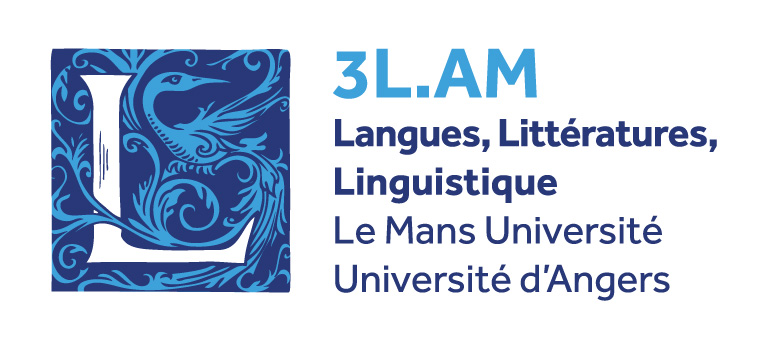 L
3L.AM
Langues, Littératures,
Linguistique
Le Mans Université
Université d'Angers